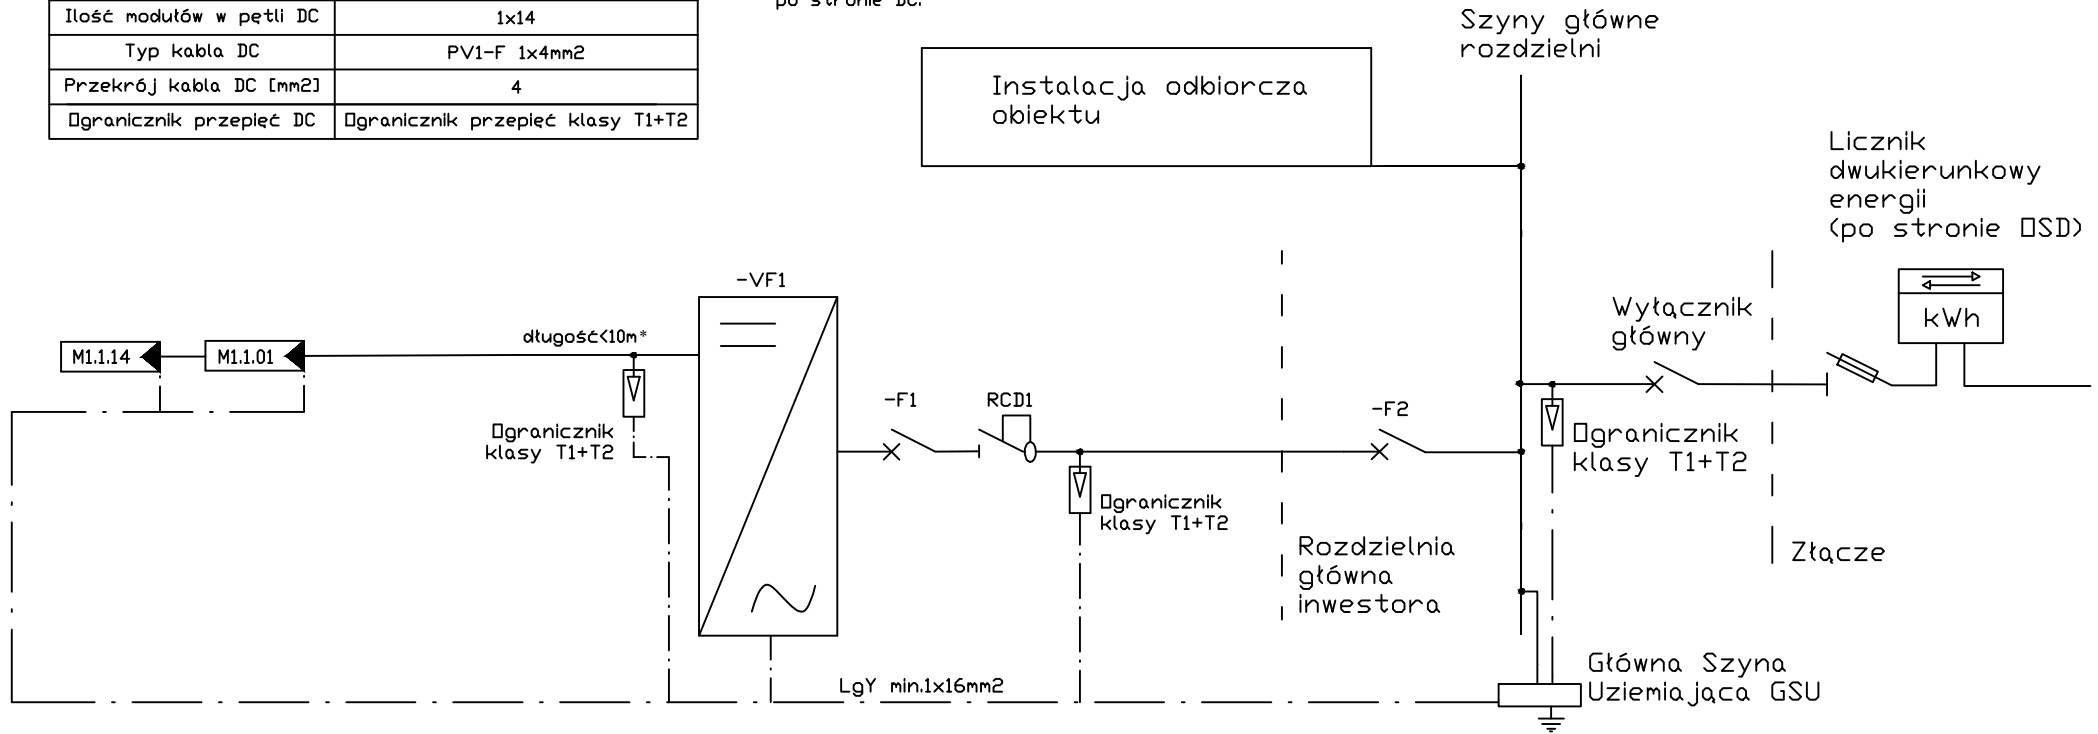 Ilość modułów w pętli DC 1x14
po stronie DC.
Typ kabla DC PV1-F 1x4mm2
Przekrój kabla DC [mm2] 4
Ogranicznik przepięć DC Ogranicznik przepięć klasy T1+T2
Szyny główne
rozdzielni
Instalacja odbiorcza
obiektu
Licznik
dwukierunkowy
energii
(po stronie OSD)
kWh
Wyłącznik
główny
-VF1
długość<10m*
M1.1.14
M1.1.01
Ogranicznik
klasy T1+T2
-F1
RCD1
Ogranicznik
klasy T1+T2
-F2
Ogranicznik
klasy T1+T2
Rozdzielnia
główna
inwestora
Złącze
LgY min.1x16mm2
Główna Szyna
Uziemiająca GSU